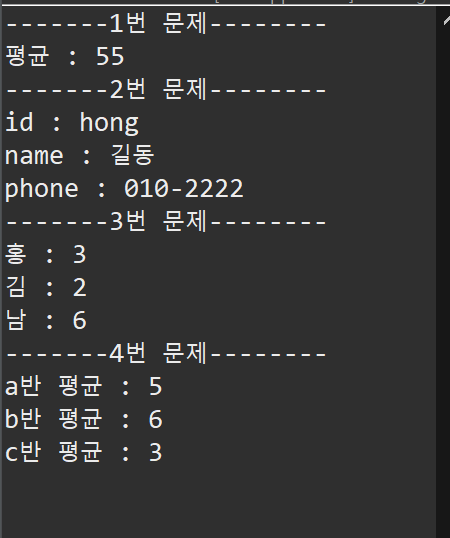 -------1번 문제--------
평균 : 55
-------2번 문제--------
id : hong
name : 길동
phone : 010-2222
-------3번 문제--------
홍 : 3
김 : 2
남 : 6
-------4번 문제--------
a반 평균 : 5
b반 평균 : 6
c반 평균 : 3